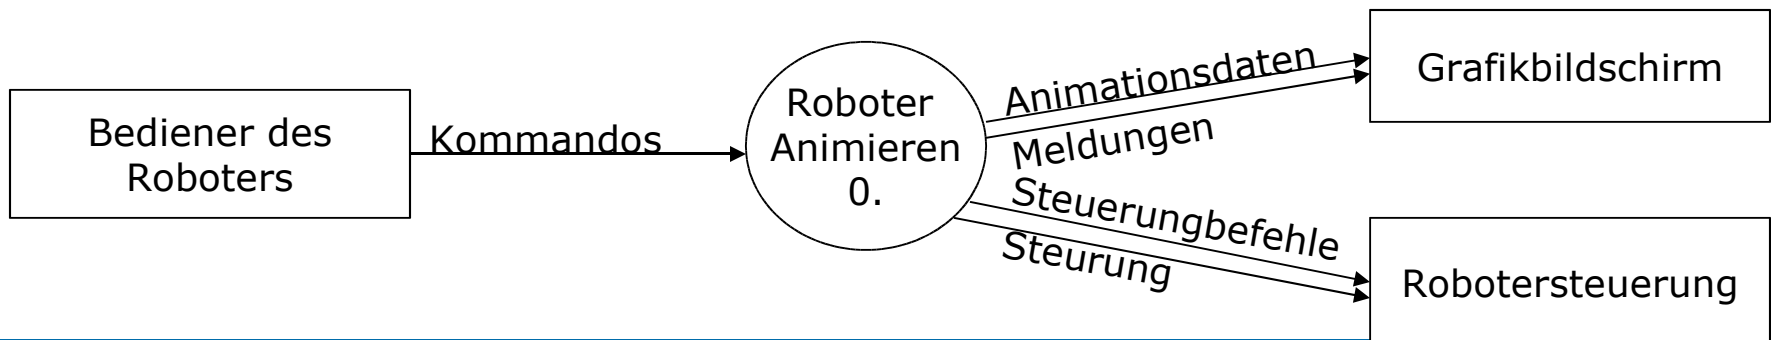 Bediener des
Roboters
Kommandos
Roboter
Animieren
0.
Animationsdaten
Meldungen
Steuerungbefehle
Steurung
Grafikbildschirm
Robotersteuerung